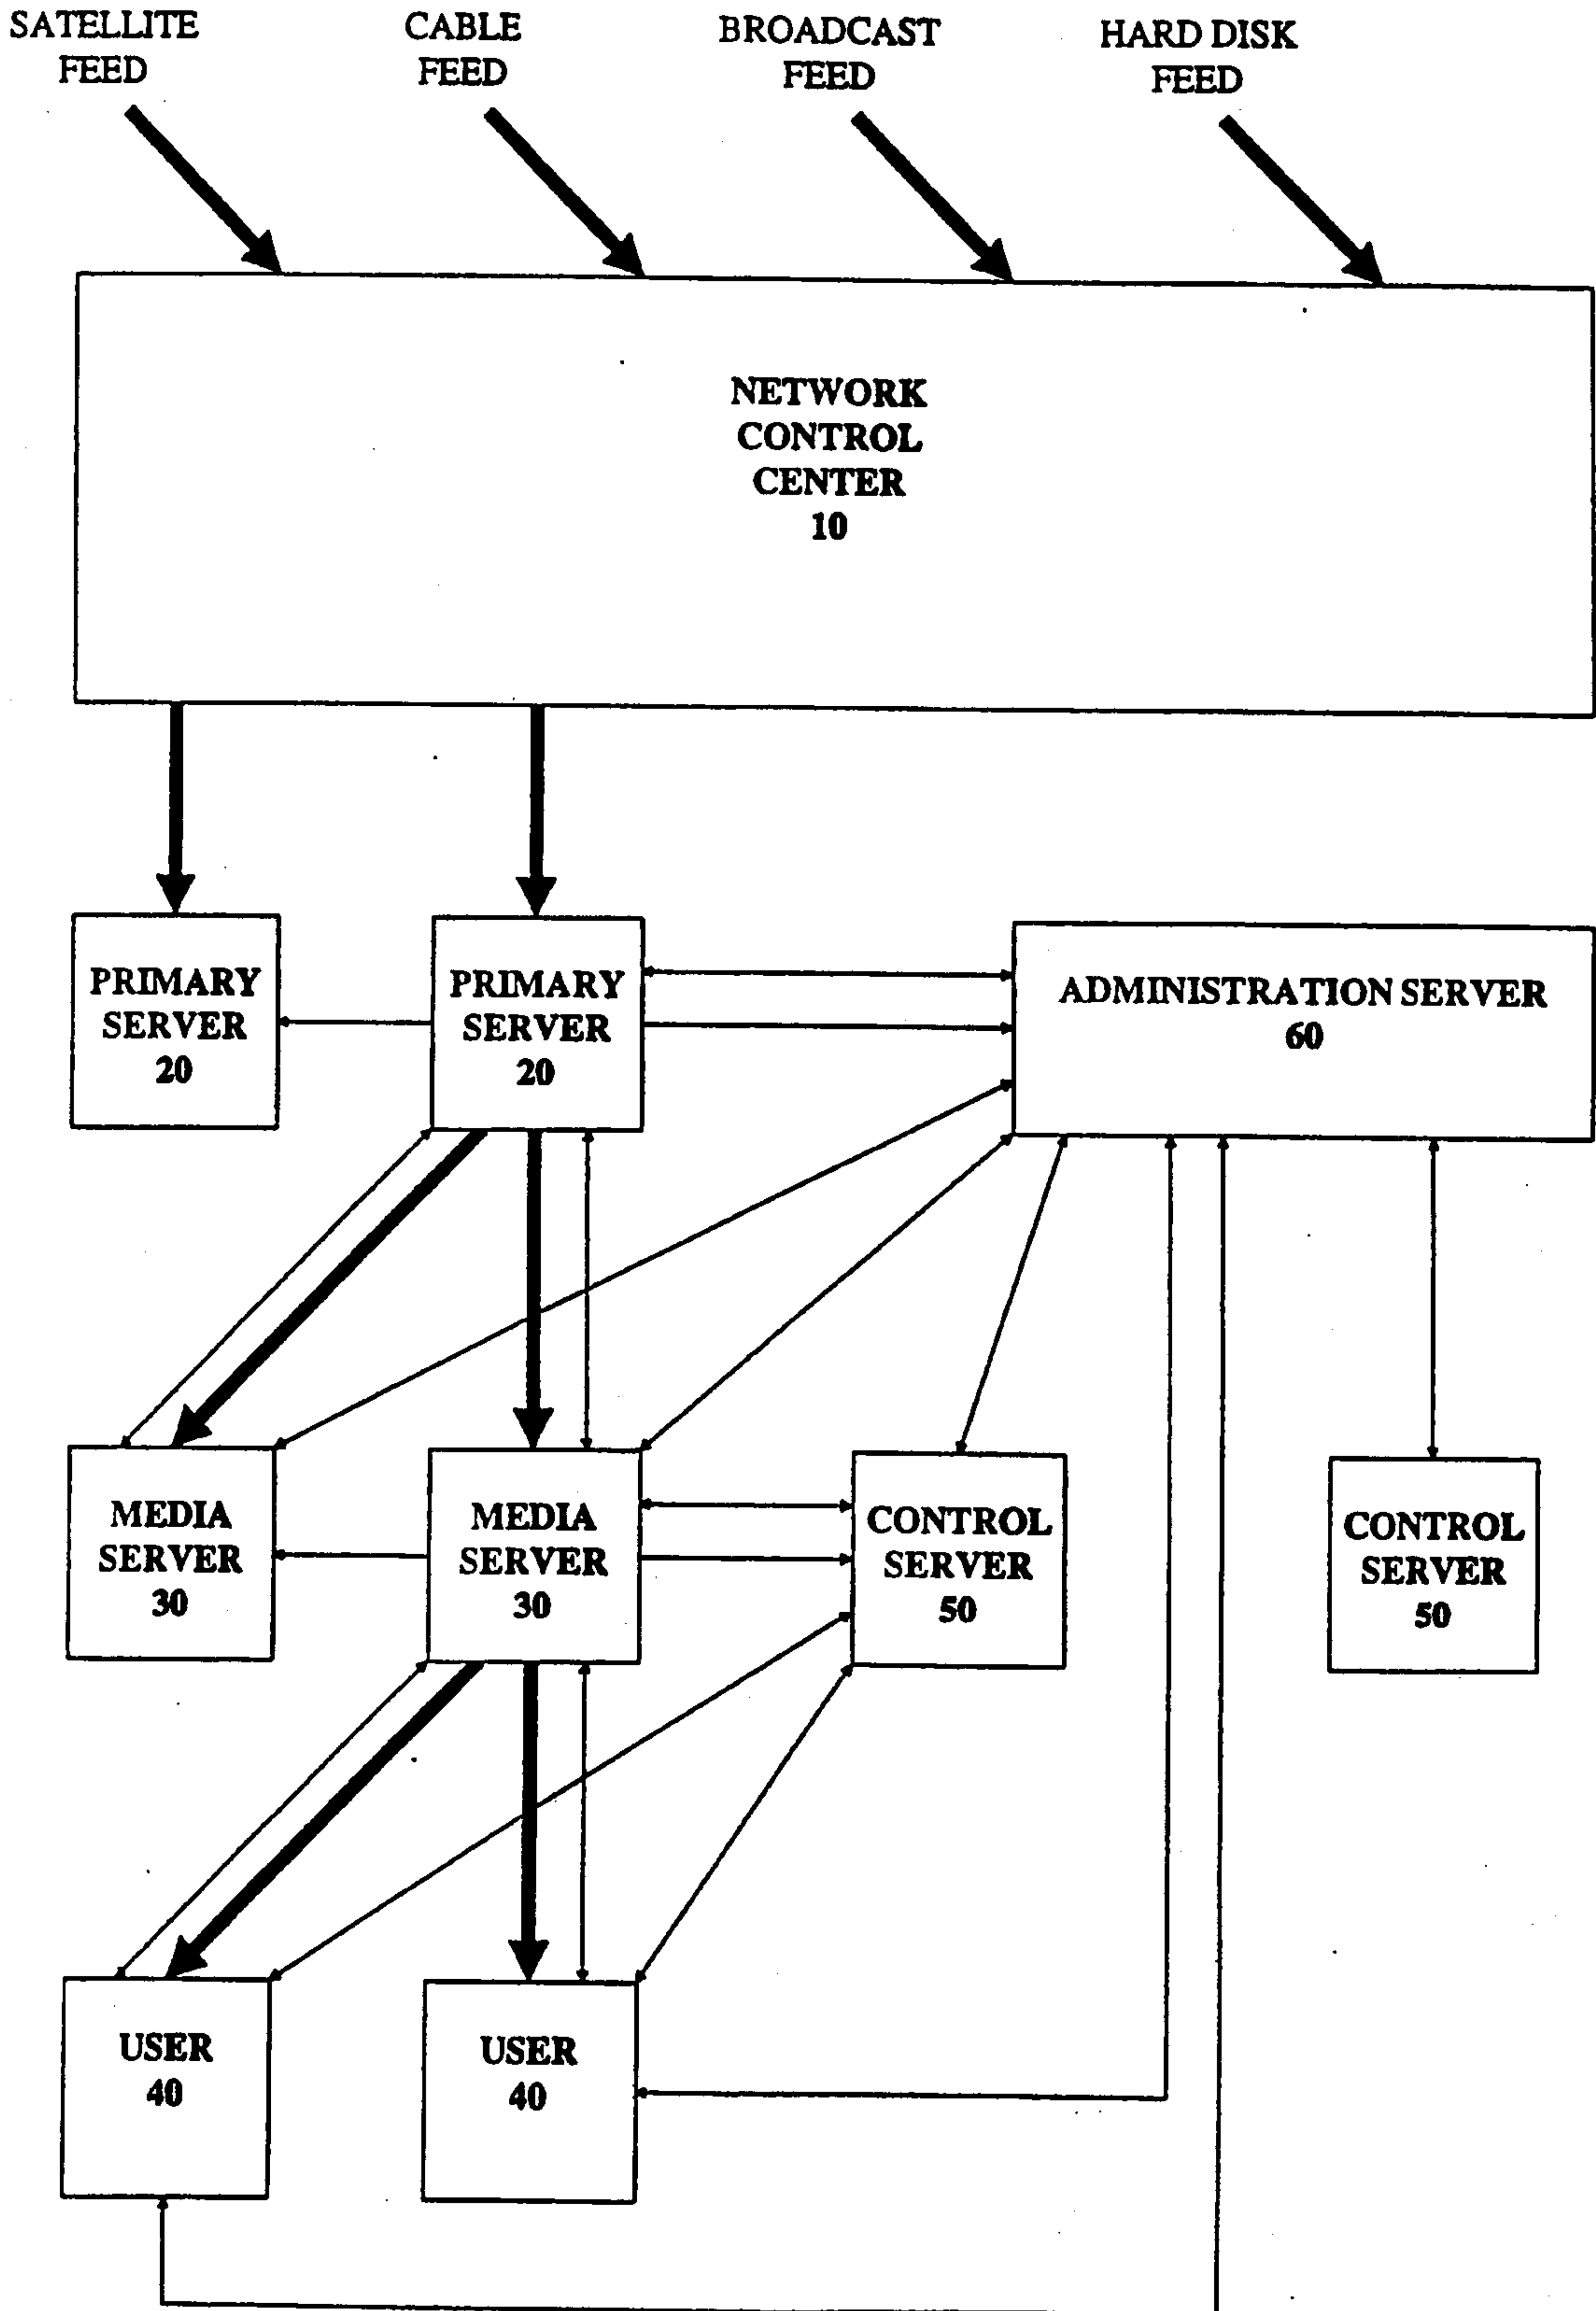 SATELLITE
FEED
CABLE
FEED
BROADCAST
FEED
HARD DISK
FEED
NETWORK
CONTROL
CENTER
10
PRIMARY
SERVER
20
PRIMARY
SERVER
20
ADMINISTRATION SERVER
60
MEDIA
SERVER
30
MEDIA
SERVER
30
CONTROL
SERVER
50
CONTROL
SERVER
50
USER
40
USER
40